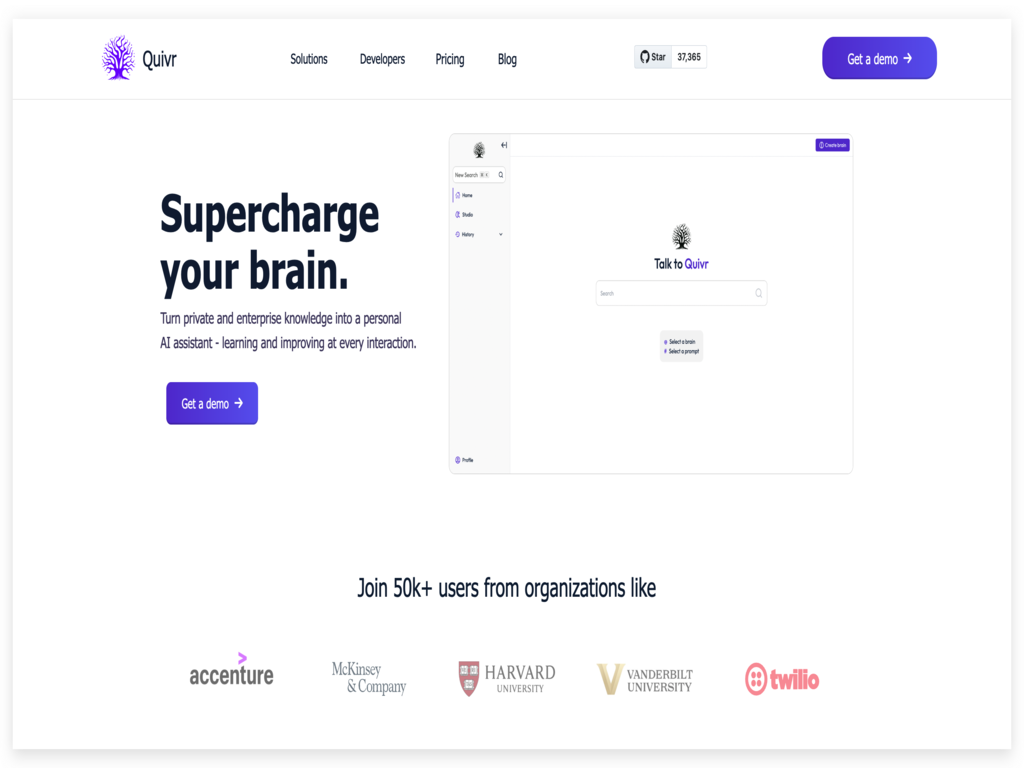 Quivr
Solutions
Developers
Pricing
Blog
Star 37,365
Get a demo →
Supercharge
your brain.
Turn private and enterprise knowledge into a personal
AI assistant - learning and improving at every interaction.
Get a demo →
New Search ⌘ K
Home
Studio
History
Profile
Create brain
Talk to Quivr
Search
Select a brain
# Select a prompt
Join 50k+ users from organizations like
accenture
McKinsey
& Company
HARVARD
UNIVERSITY
VANDERBILT
UNIVERSITY
twilio